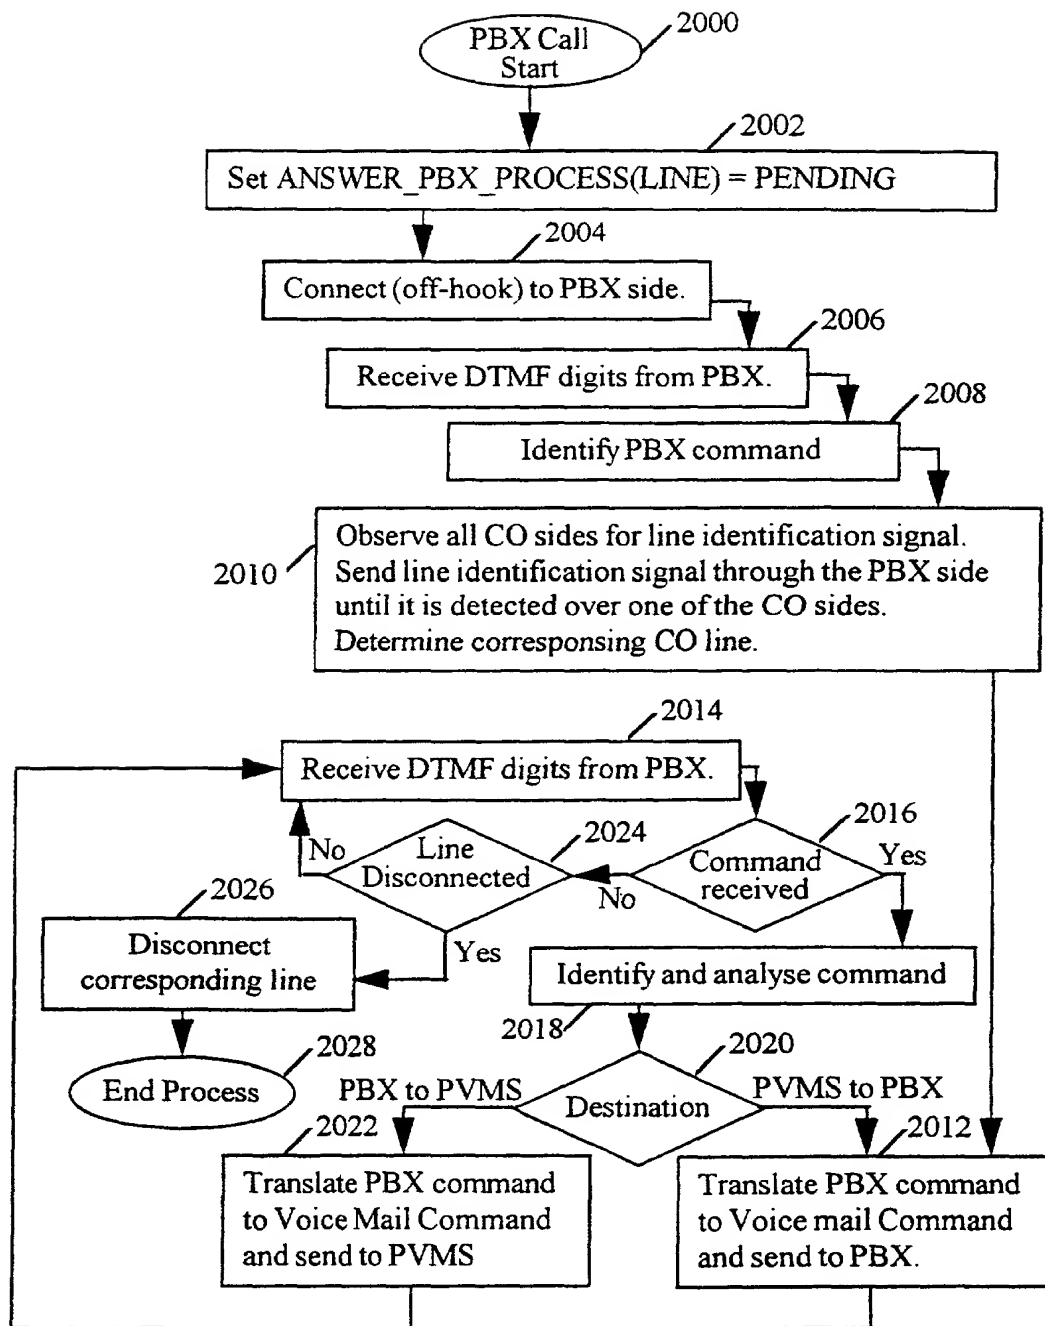 PBX Call
Start
2000
2002
Set ANSWER_PBX_PROCESS(LINE) = PENDING
2004
Connect (off-hook) to PBX side.
2006
Receive DTMF digits from PBX.
2008
Identify PBX command
2010
Observe all CO sides for line identification signal.
Send line identification signal through the PBX side
until it is detected over one of the CO sides.
Determine corresponsing CO line.
2014
Receive DTMF digits from PBX.
2016
Command
received
Yes
No
2024
Line
Disconnected
No
Yes
2026
Disconnect
corresponding line
2028
End Process
Identify and analyse command
2018
2020
Destination
PBX to PVMS
PVMS to PBX
2022
Translate PBX command
to Voice Mail Command
and send to PVMS
2012
Translate PBX command
to Voice mail Command
and send to PBX.